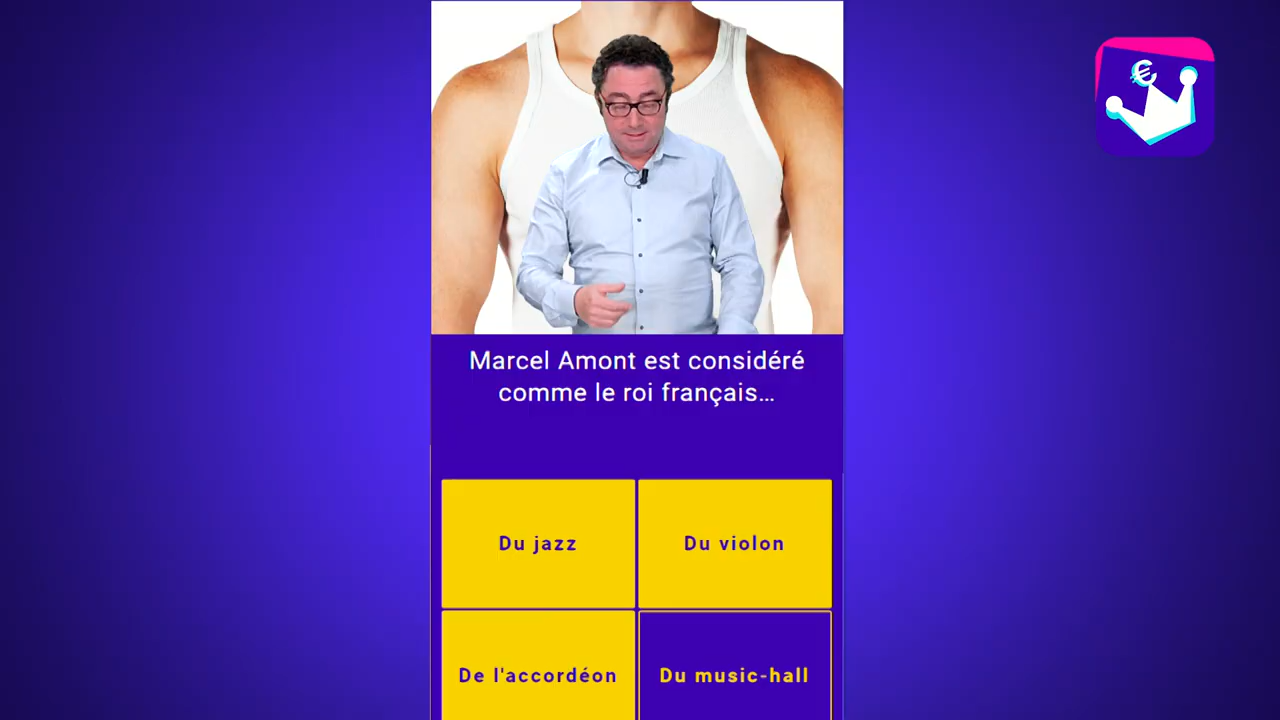 €
Marcel Amont est considéré
comme le roi français…
Du jazz
Du violon
De l'accordéon
Du music-hall